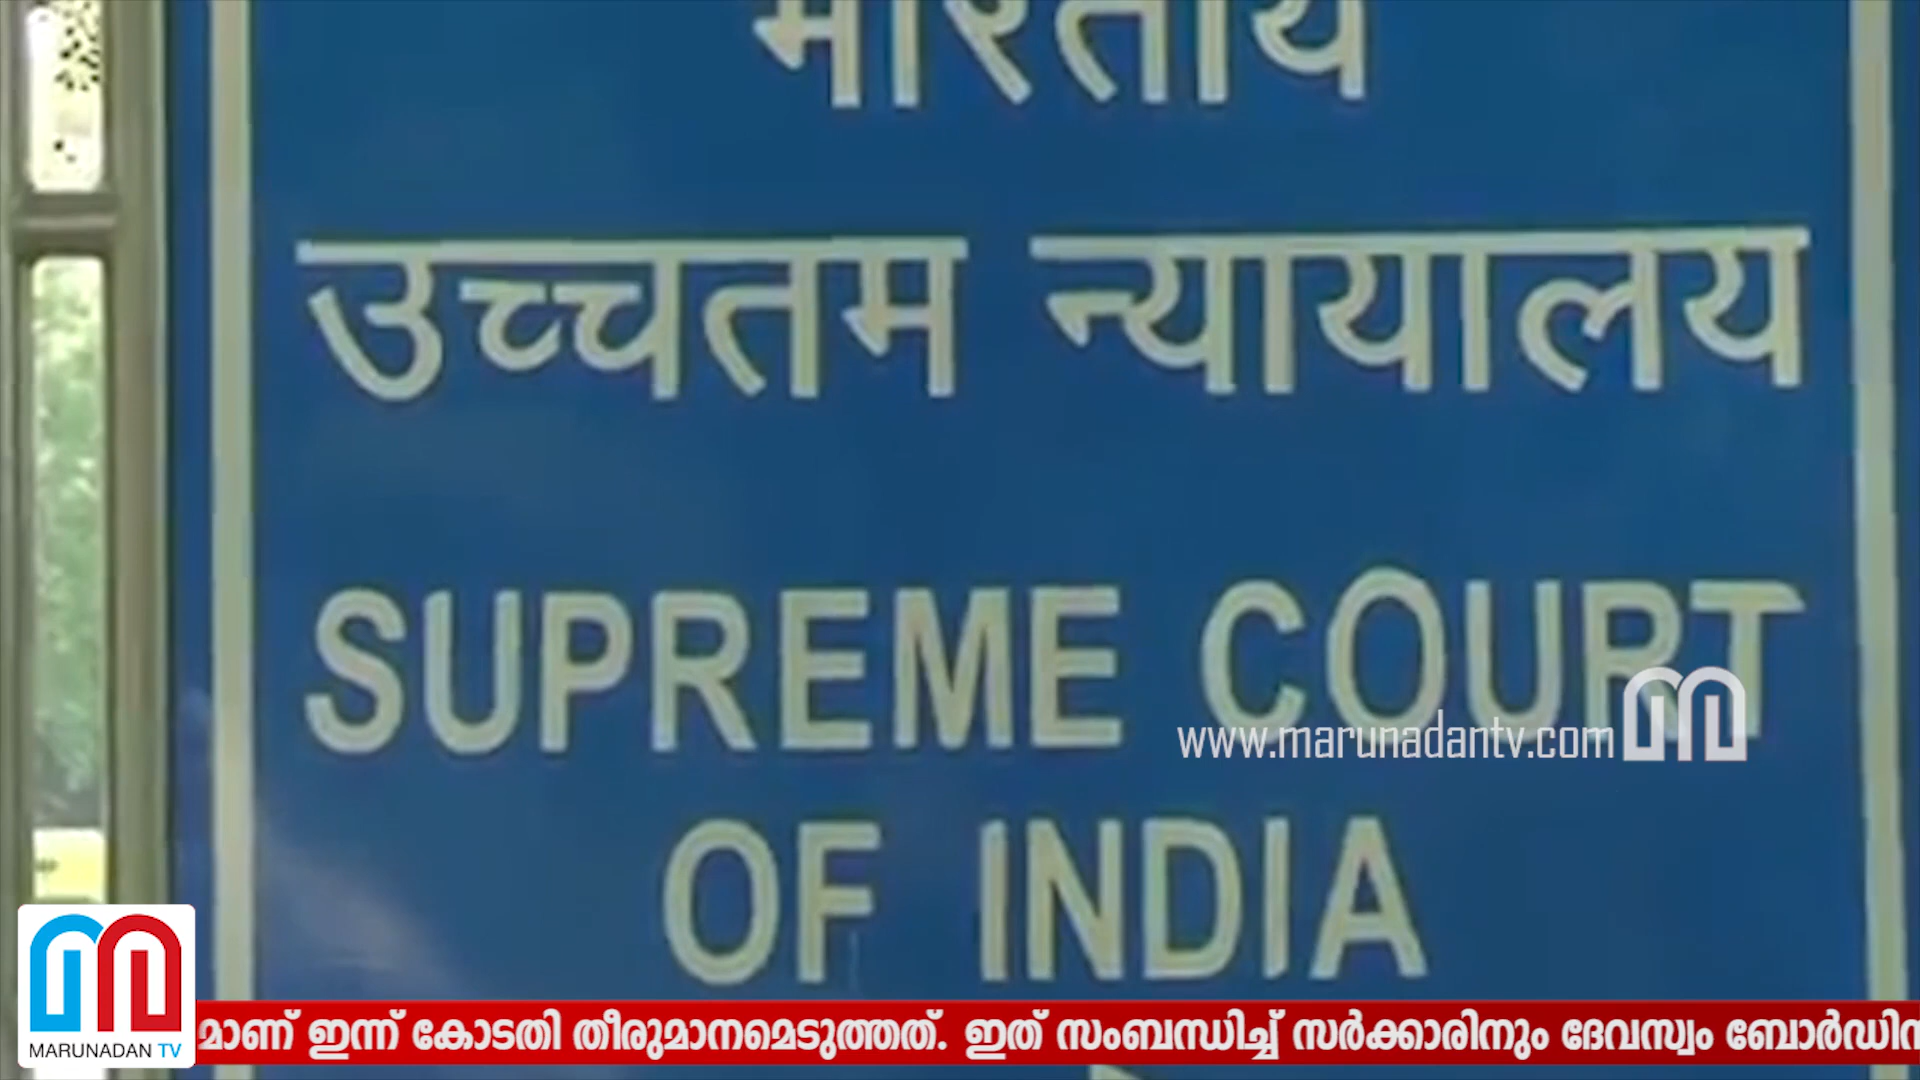 भारतीय
उच्चतम न्यायालय
SUPREME COURT
www.marunadantv.com
OF INDIA
മാണ് ഇന്ന് കോടതി തീരുമാനമെടുത്തത്. ഇത് സംബന്ധിച്ച് സർക്കാരിനും ദേവസ്വം
MARUNADAN TV